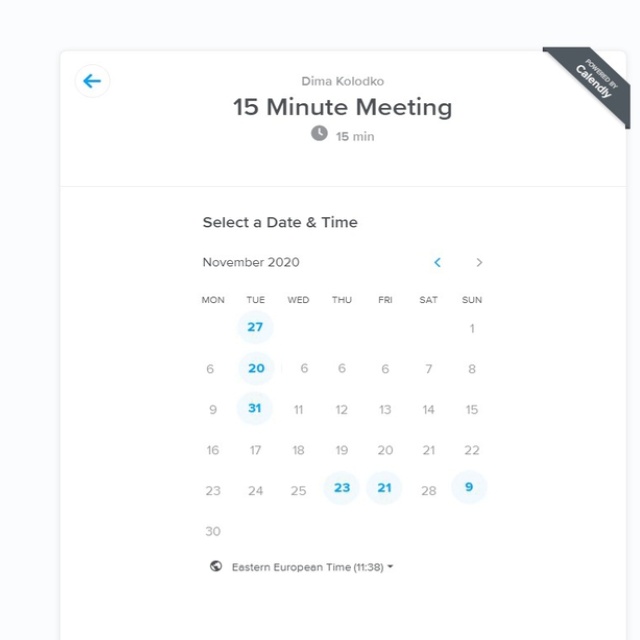 POWERED BY
Calendly
Dima Kolodko
15 Minute Meeting
15 min
Select a Date & Time
November 2020
MON TUE WED THU FRI SAT SUN
27 1
6 20 6 6 6 7 8
9 31 11 12 13 14 15
16 17 18 19 20 21 22
23 24 25 23 21 28 9
30
Eastern European Time (11:38)